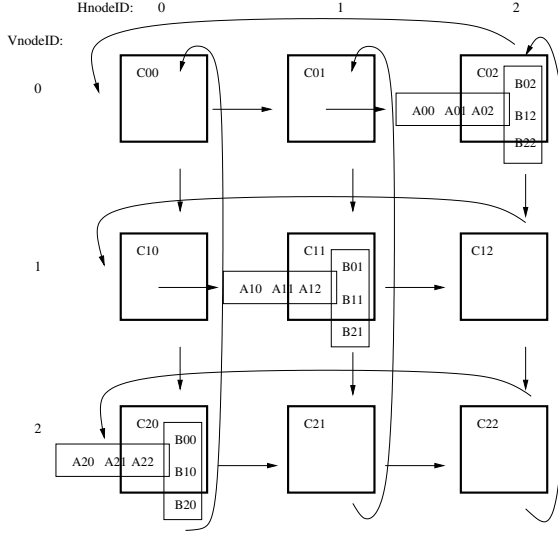 HnodeID: 0 1 2
VnodeID:
0
C00
C01
C02
B02
A00 A01 A02
B12
B22
1
C10
C11
C12
B01
A10 A11 A12
B11
B21
2
C20
C21
C22
B00
A20 A21 A22
B10
B20